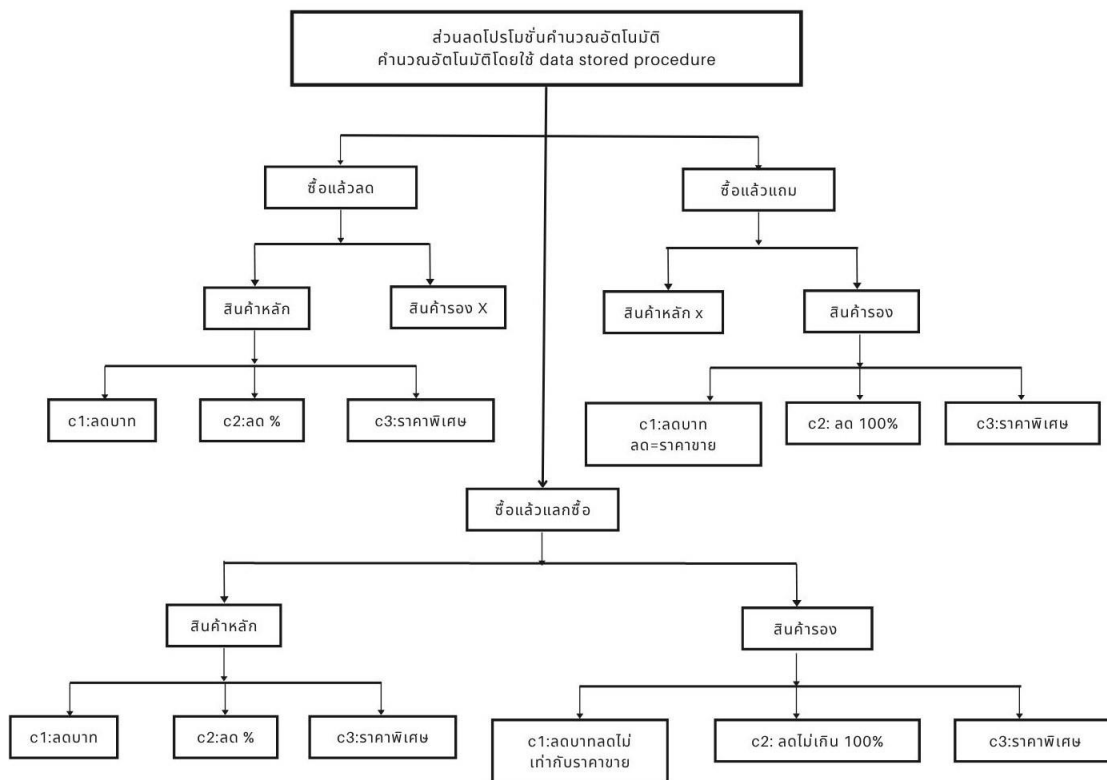 ส่วนลดโปรโมชั่นคำนวณอัตโนมัติ
คำนวณอัตโนมัติโดยใช้ data stored procedure
ซื้อแล้วลด
ซื้อแล้วแถม
สินค้าหลัก
สินค้ารอง X
สินค้าหลัก x
สินค้ารอง
c1:ลดบาท
c2:ลด %
c3:ราคาพิเศษ
c1:ลดบาท
ลด=ราคาขาย
c2: ลด 100%
c3:ราคาพิเศษ
ซื้อแล้วแลกซื้อ
สินค้าหลัก
สินค้ารอง
c1:ลดบาท
c2:ลด %
c3:ราคาพิเศษ
c1:ลดบาทลดไม่
เท่ากับราคาขาย
c2: ลดไม่เกิน 100%
c3:ราคาพิเศษ